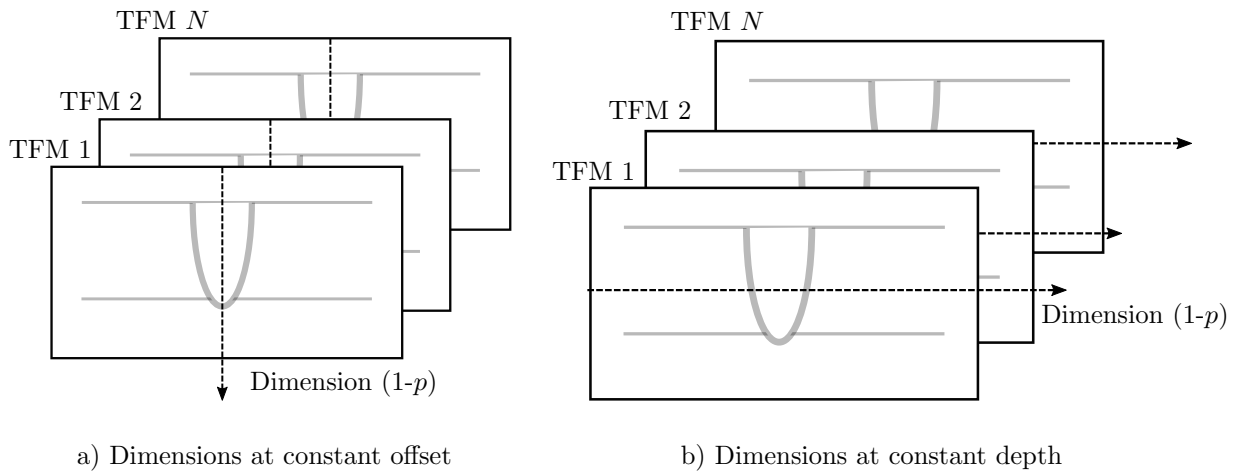 TFM N
TFM 2
TFM 1
Dimension (1-p)
a) Dimensions at constant offset
TFM N
TFM 2
TFM 1
Dimension (1-p)
b) Dimensions at constant depth